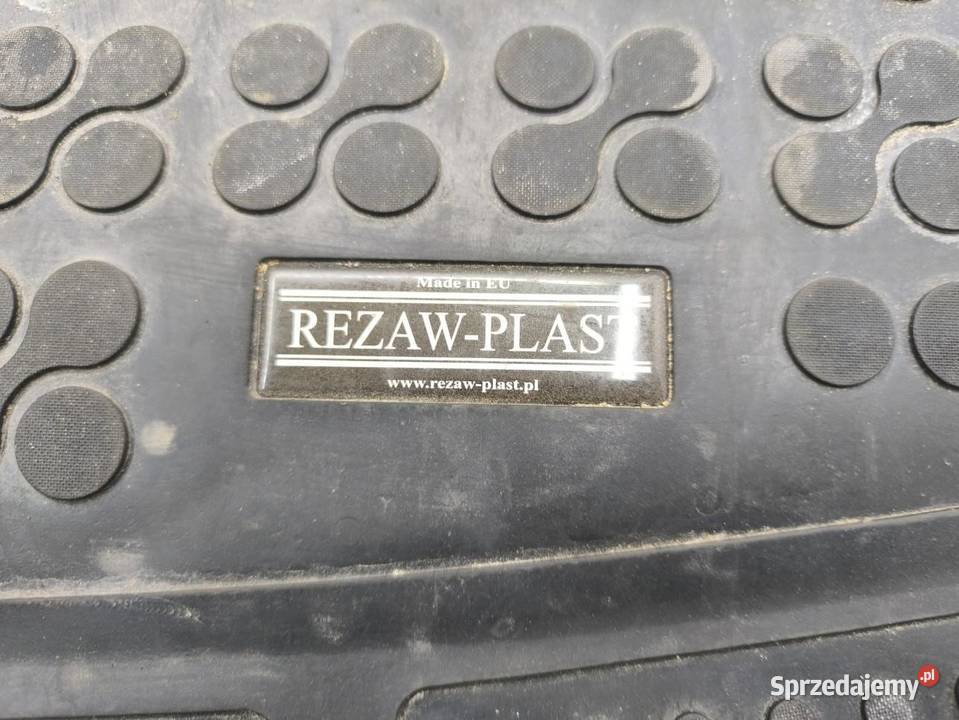 Made in EU
REZAW-PLAST
www.rezaw-plast.pl
Sprzedajemy.pl